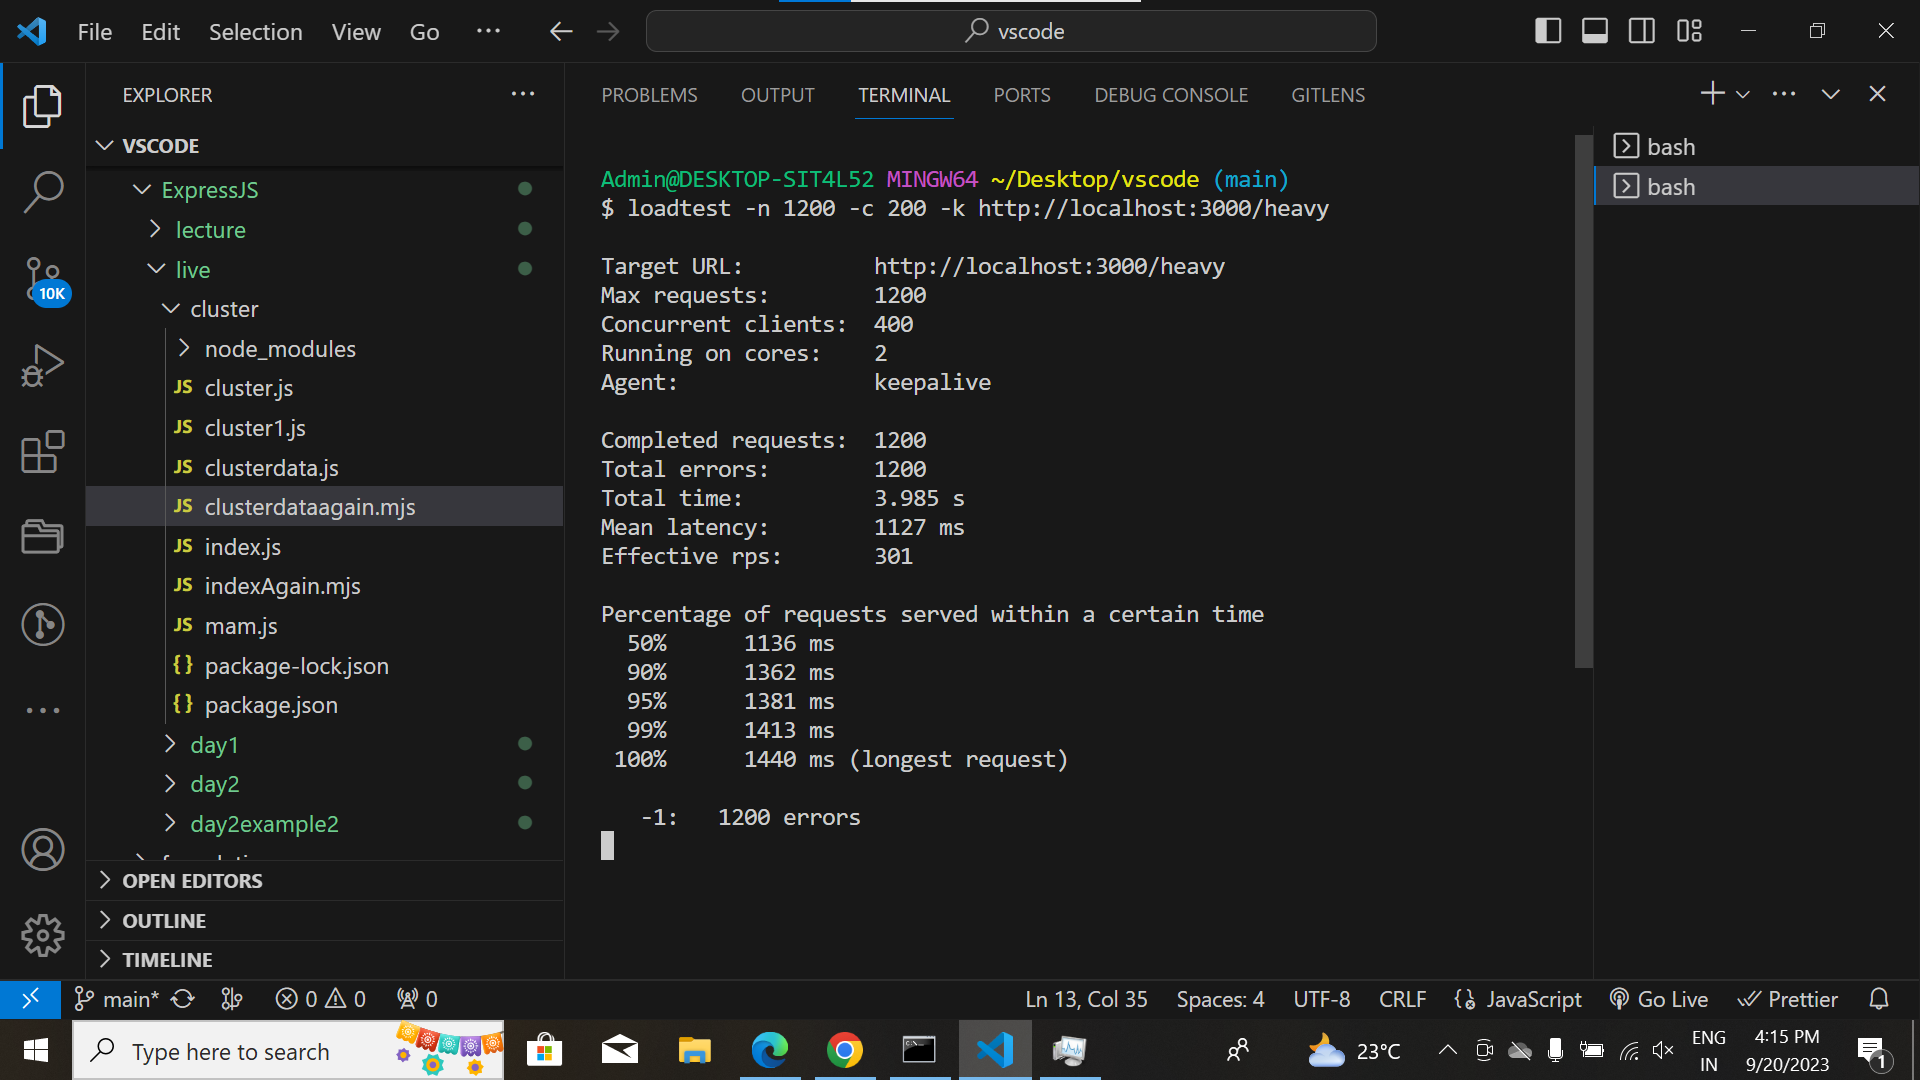 File Edit Selection View Go ··· vscode
EXPLORER ···
VSCODE
ExpressJS
lecture
live
cluster
node_modules
JS cluster.js
JS cluster1.js
JS clusterdata.js
JS clusterdataagain.mjs
JS index.js
JS indexAgain.mjs
JS mam.js
{} package-lock.json
{} package.json
day1
day2
day2example2
OPEN EDITORS
OUTLINE
TIMELINE
10K
PROBLEMS OUTPUT TERMINAL PORTS DEBUG CONSOLE GITLENS
Admin@DESKTOP-SIT4L52 MINGW64 ~/Desktop/vscode (main)
$ loadtest -n 1200 -c 200 -k http://localhost:3000/heavy
Target URL: http://localhost:3000/heavy
Max requests: 1200
Concurrent clients: 400
Running on cores: 2
Agent: keepalive
Completed requests: 1200
Total errors: 1200
Total time: 3.985 s
Mean latency: 1127 ms
Effective rps: 301
Percentage of requests served within a certain time
50% 1136 ms
90% 1362 ms
95% 1381 ms
99% 1413 ms
100% 1440 ms (longest request)
-1: 1200 errors
bash
bash
main* 0 0 0 Ln 13, Col 35 Spaces: 4 UTF-8 CRLF JavaScript Go Live Prettier
Type here to search
23°C
ENG
IN
4:15 PM
9/20/2023
1